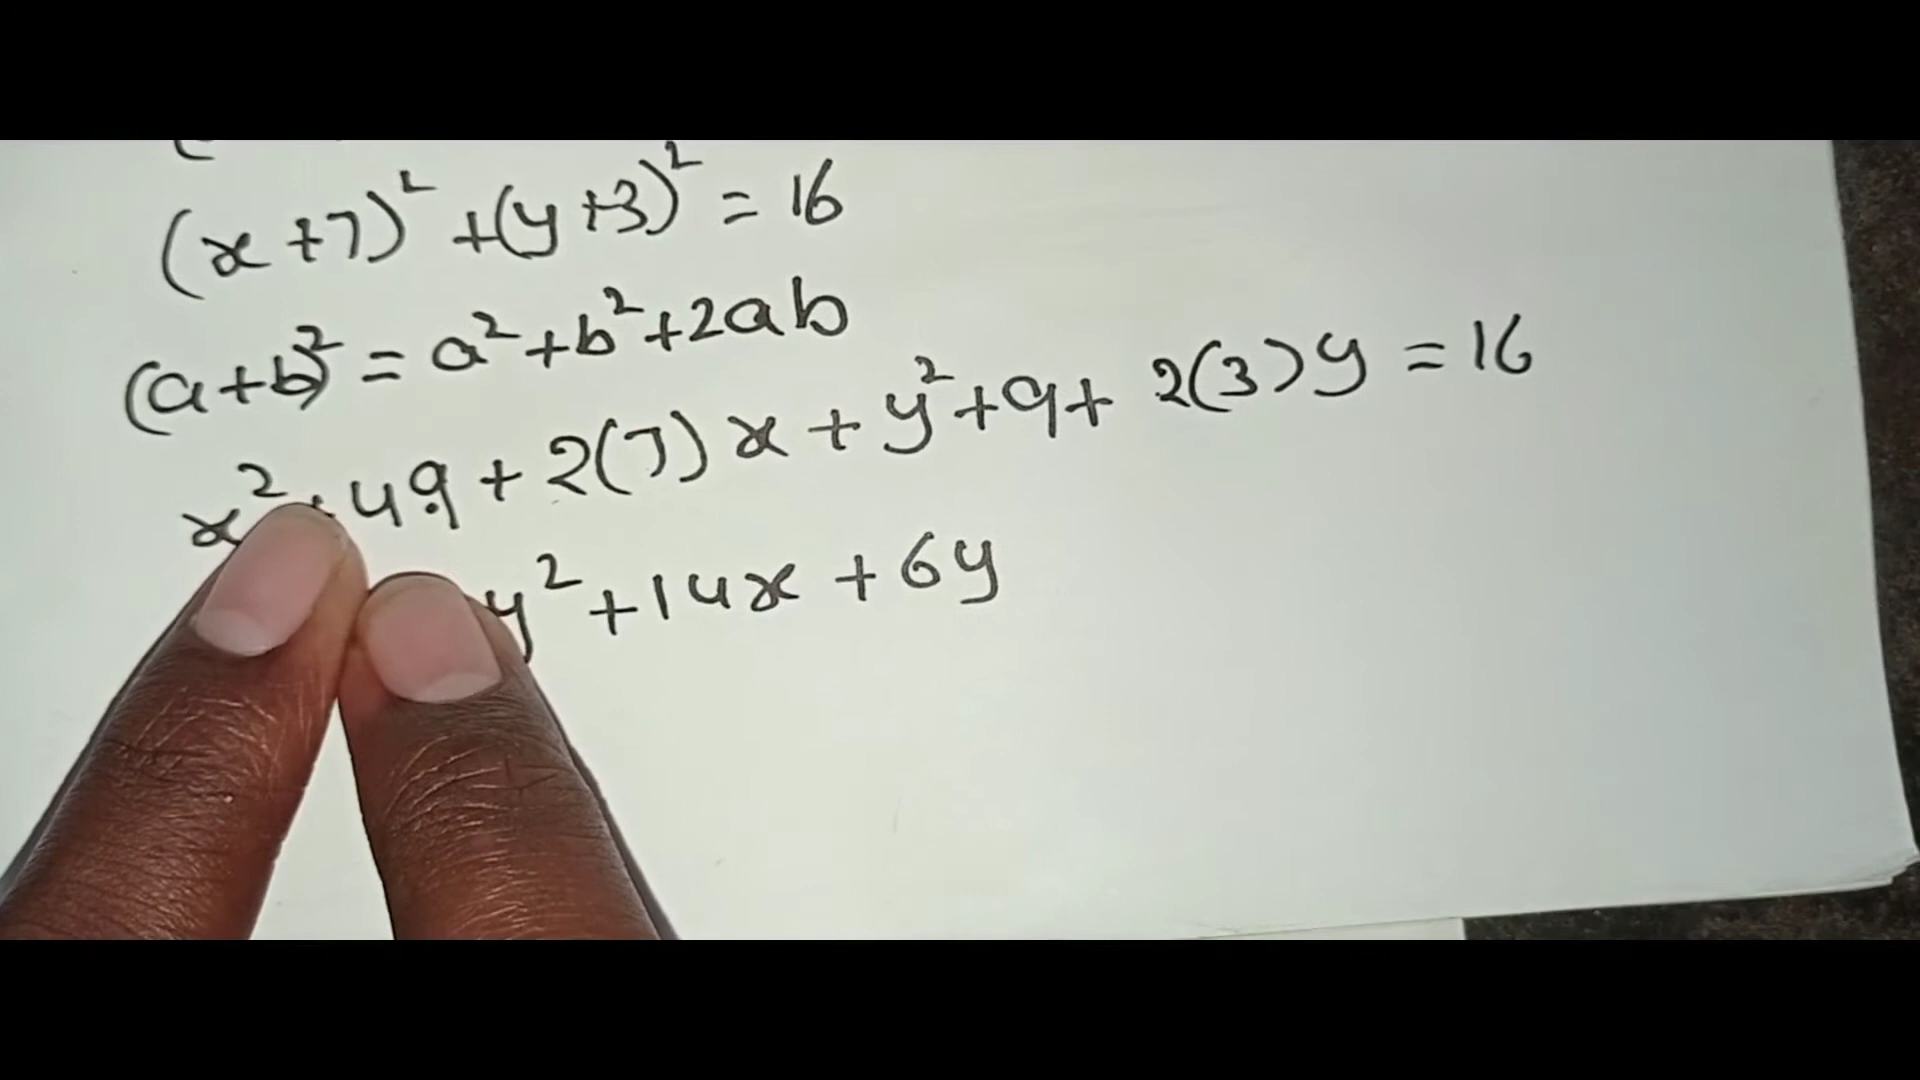 (x+7)² +(y+3)² = 16
(a+b)² = a²+b²+2ab
x²+49+2(7)x+y²+9+ 2(3)y = 16
y²+14x+6y